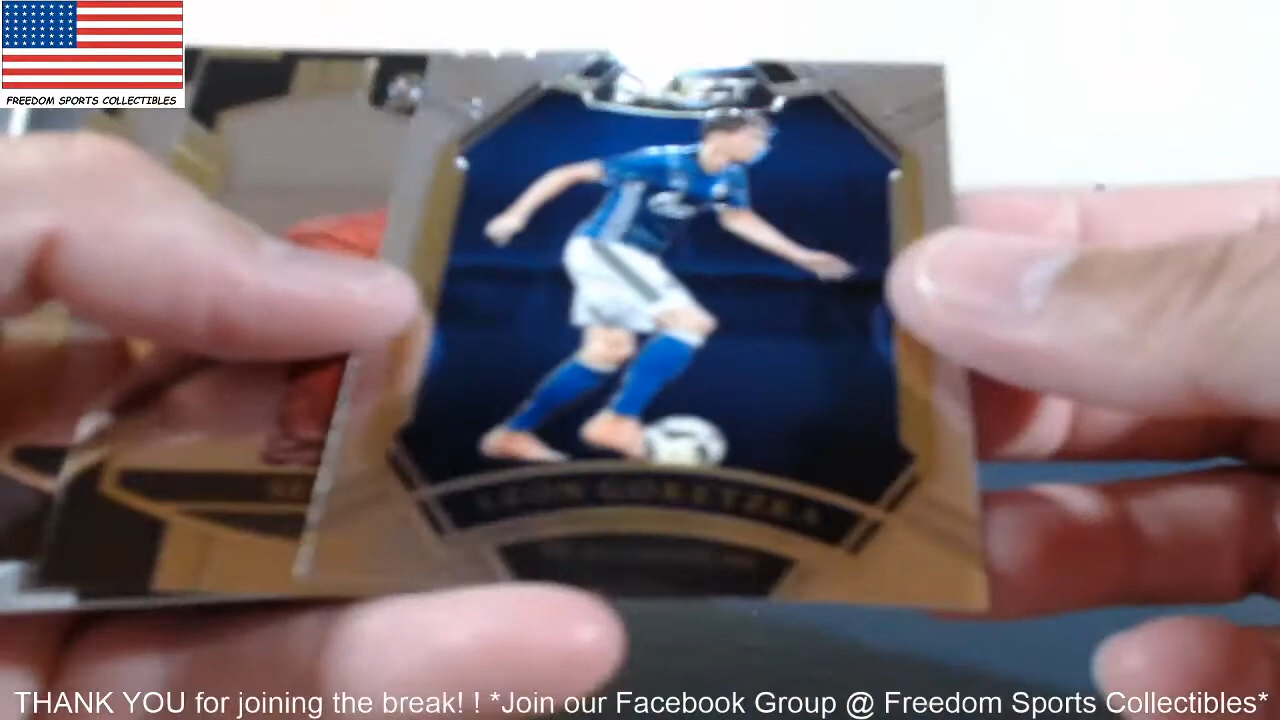 FREEDOM SPORTS COLLECTIBLES
LEON GORETZKA
THANK YOU for joining the break! ! *Join our Facebook Group @ Freedom Sports Collectibles*